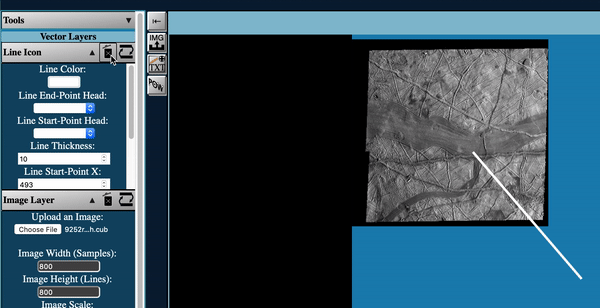 Tools ▼
Vector Layers
Line Icon ▲
Line Color:
Line End-Point Head:
Line Start-Point Head:
Line Thickness:
10
Line Start-Point X:
493
Image Layer ▲
Upload an Image:
Choose File 9252r...h.cub
Image Width (Samples):
800
Image Height (Lines):
800
Image Scale:
IMG
TXT